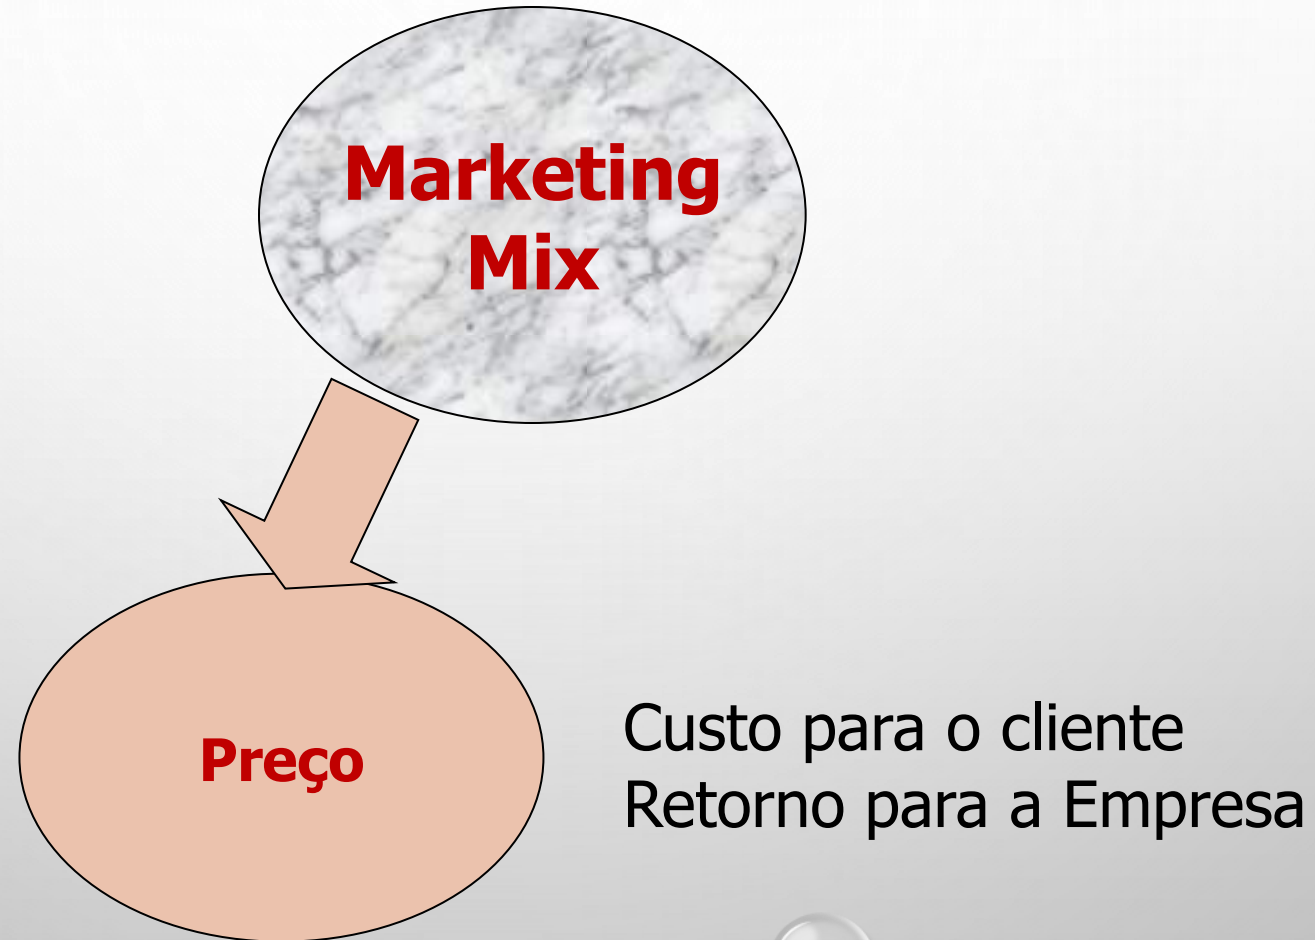 Marketing
Mix
Preço
Custo para o cliente
Retorno para a Empresa